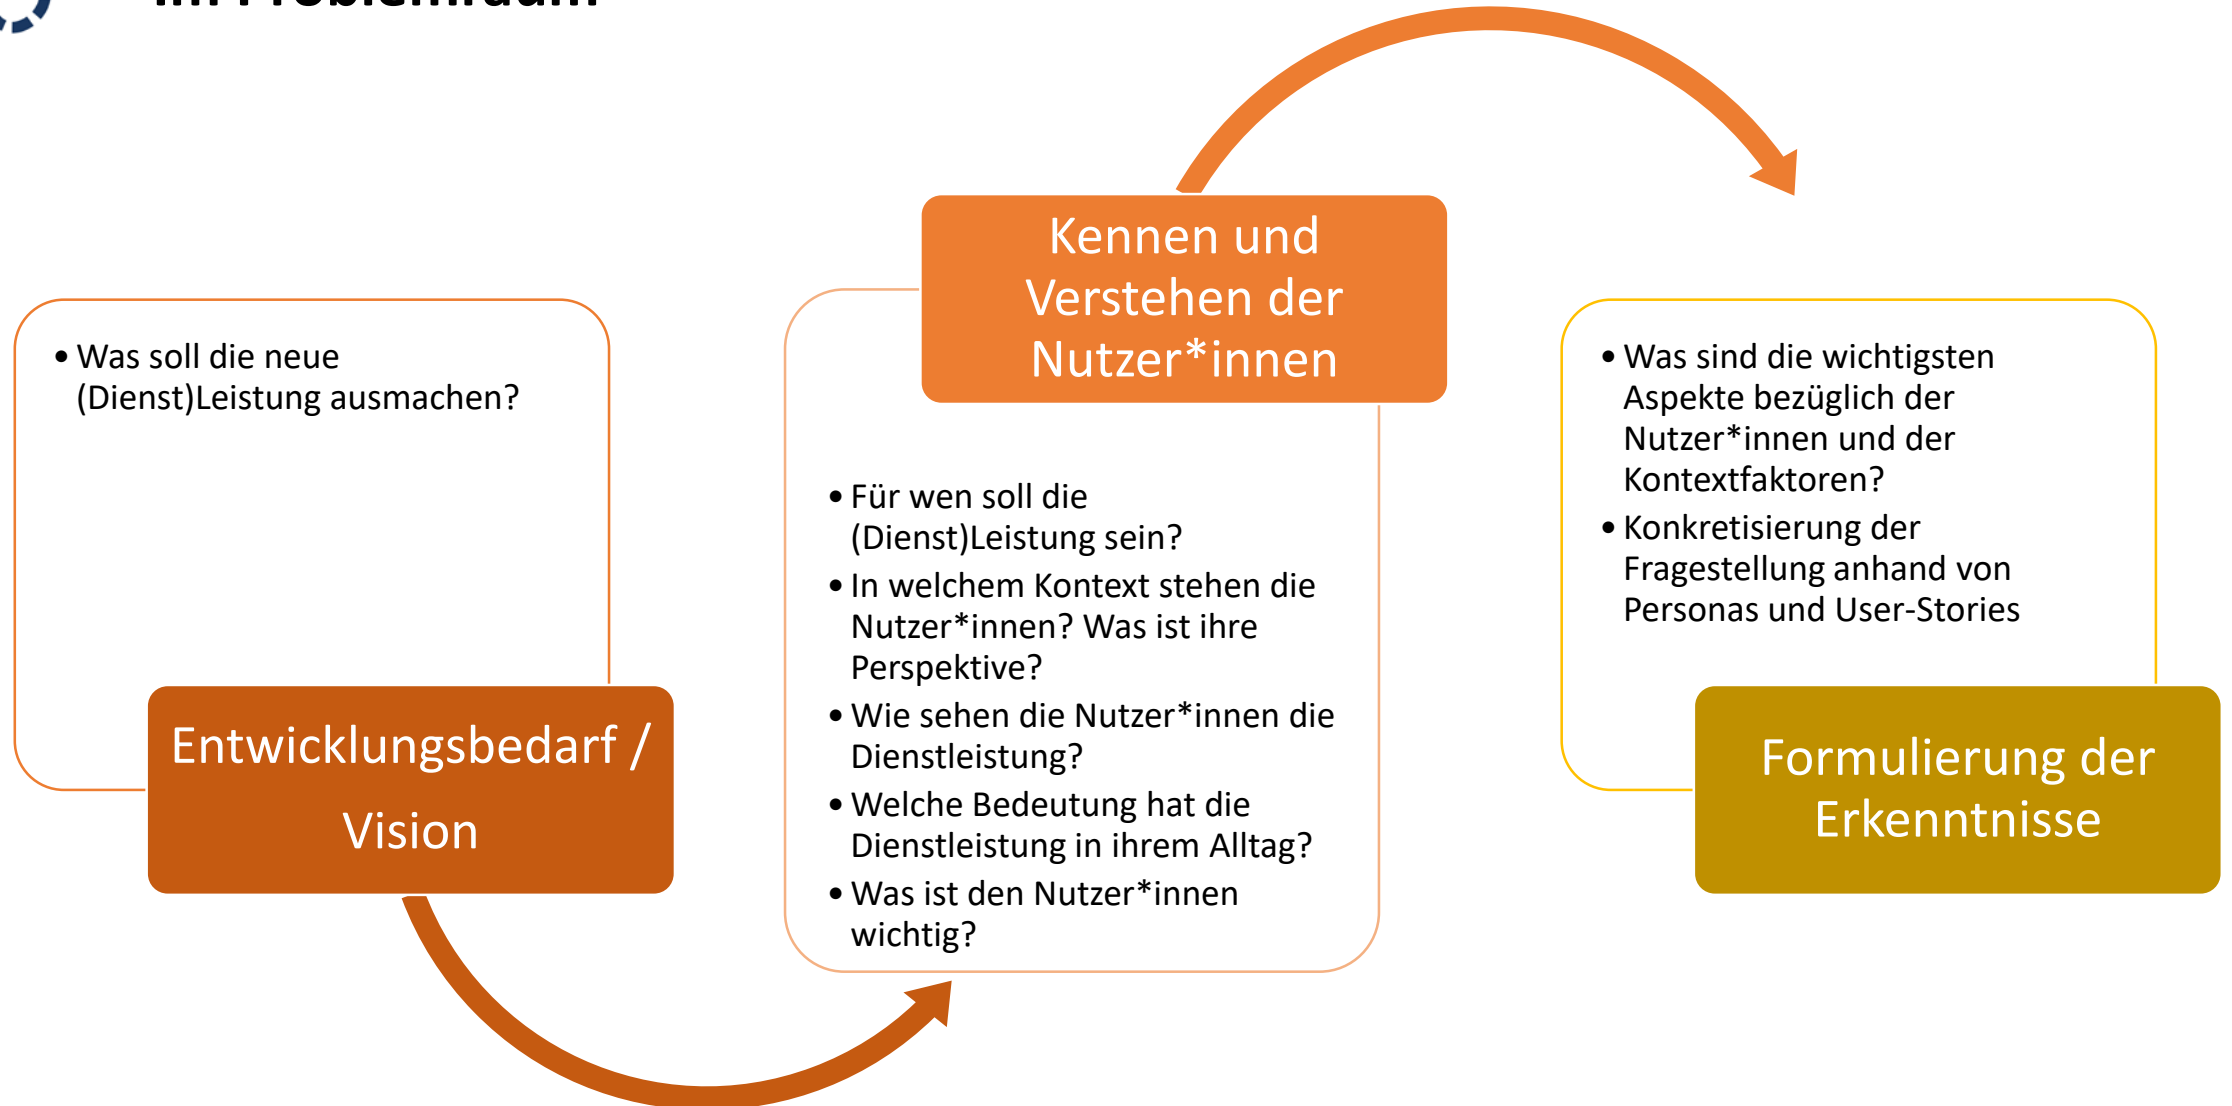 im Problemraum
• Was soll die neue
(Dienst)Leistung ausmachen?
Entwicklungsbedarf /
Vision
Kennen und
Verstehen der
Nutzer*innen
• Für wen soll die
(Dienst)Leistung sein?
• In welchem Kontext stehen die
Nutzer*innen? Was ist ihre
Perspektive?
• Wie sehen die Nutzer*innen die
Dienstleistung?
• Welche Bedeutung hat die
Dienstleistung in ihrem Alltag?
• Was ist den Nutzer*innen
wichtig?
• Was sind die wichtigsten
Aspekte bezüglich der
Nutzer*innen und der
Kontextfaktoren?
• Konkretisierung der
Fragestellung anhand von
Personas und User-Stories
Formulierung der
Erkenntnisse